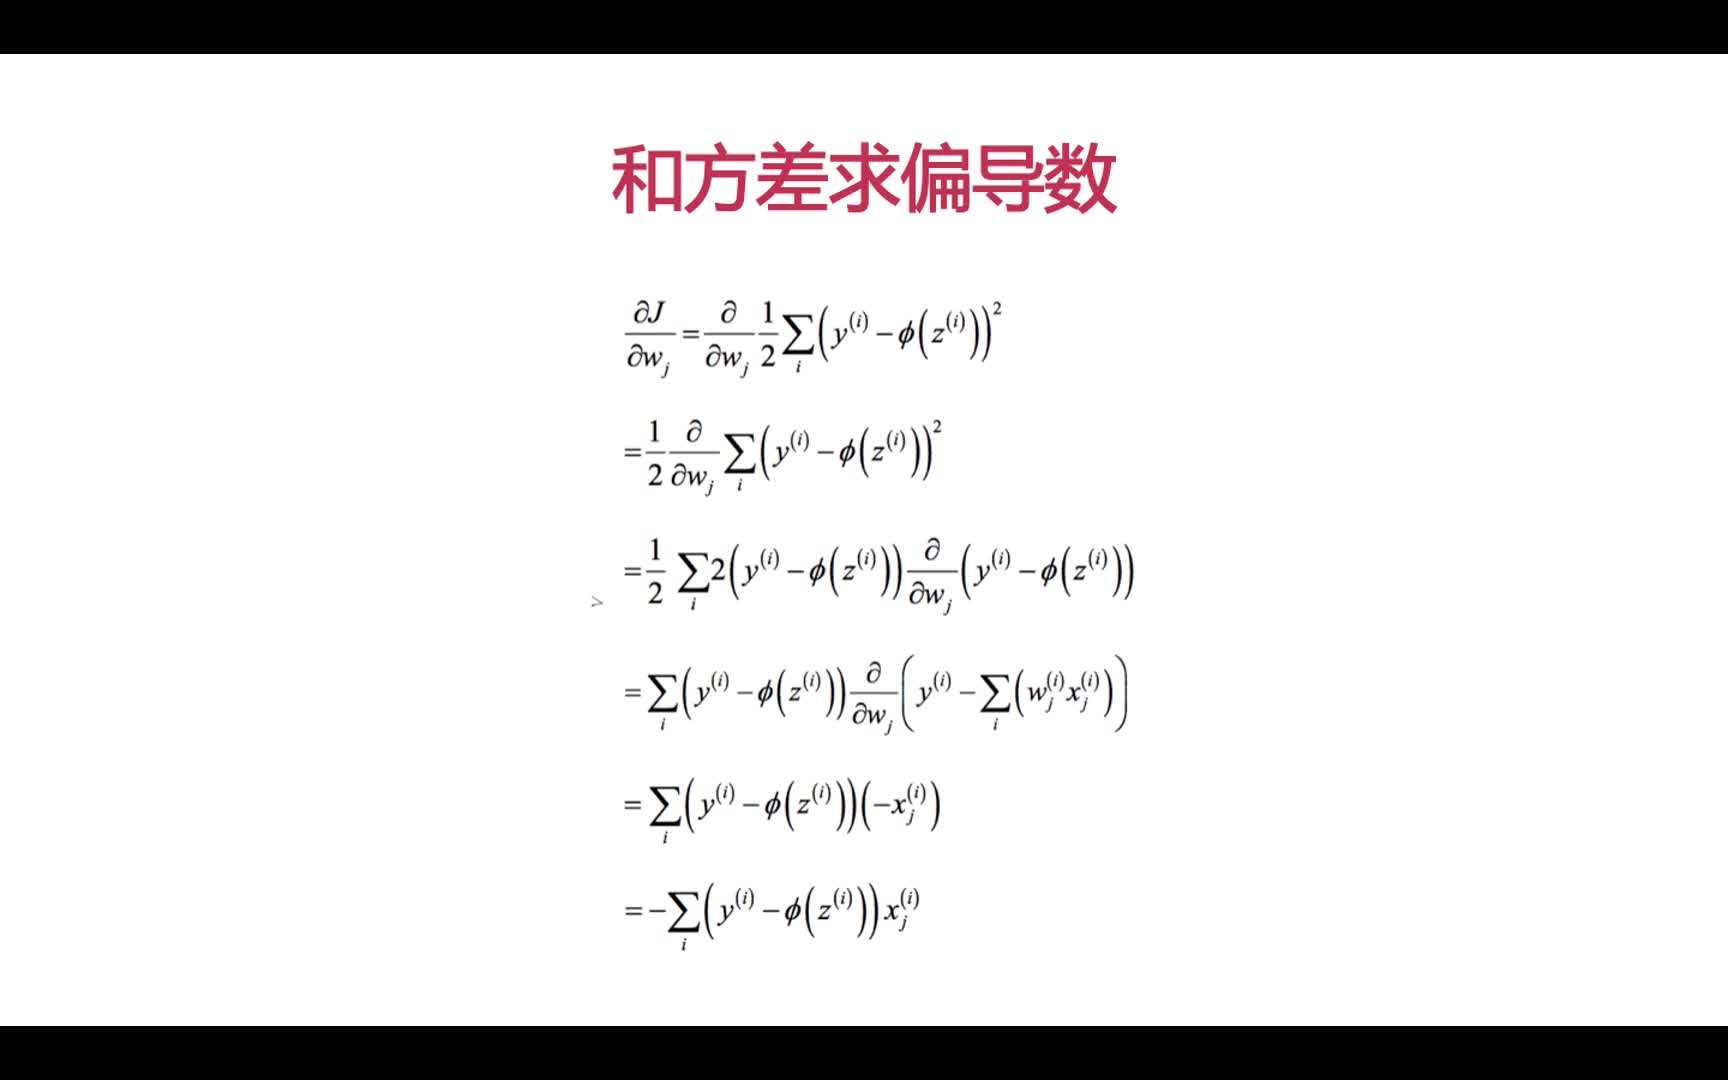 和方差求偏导数
∂J/∂w_j = ∂/∂w_j 1/2 ∑_i (y^(i) − ϕ(z^(i)))^2
= 1/2 ∂/∂w_j ∑_i (y^(i) − ϕ(z^(i)))^2
= 1/2 ∑_i 2(y^(i) − ϕ(z^(i))) ∂/∂w_j (y^(i) − ϕ(z^(i)))
>
= ∑_i (y^(i) − ϕ(z^(i))) ∂/∂w_j (y^(i) − ∑_i (w_j^(i) x_j^(i)))
= ∑_i (y^(i) − ϕ(z^(i)))(−x_j^(i))
= −∑_i (y^(i) − ϕ(z^(i))) x_j^(i)